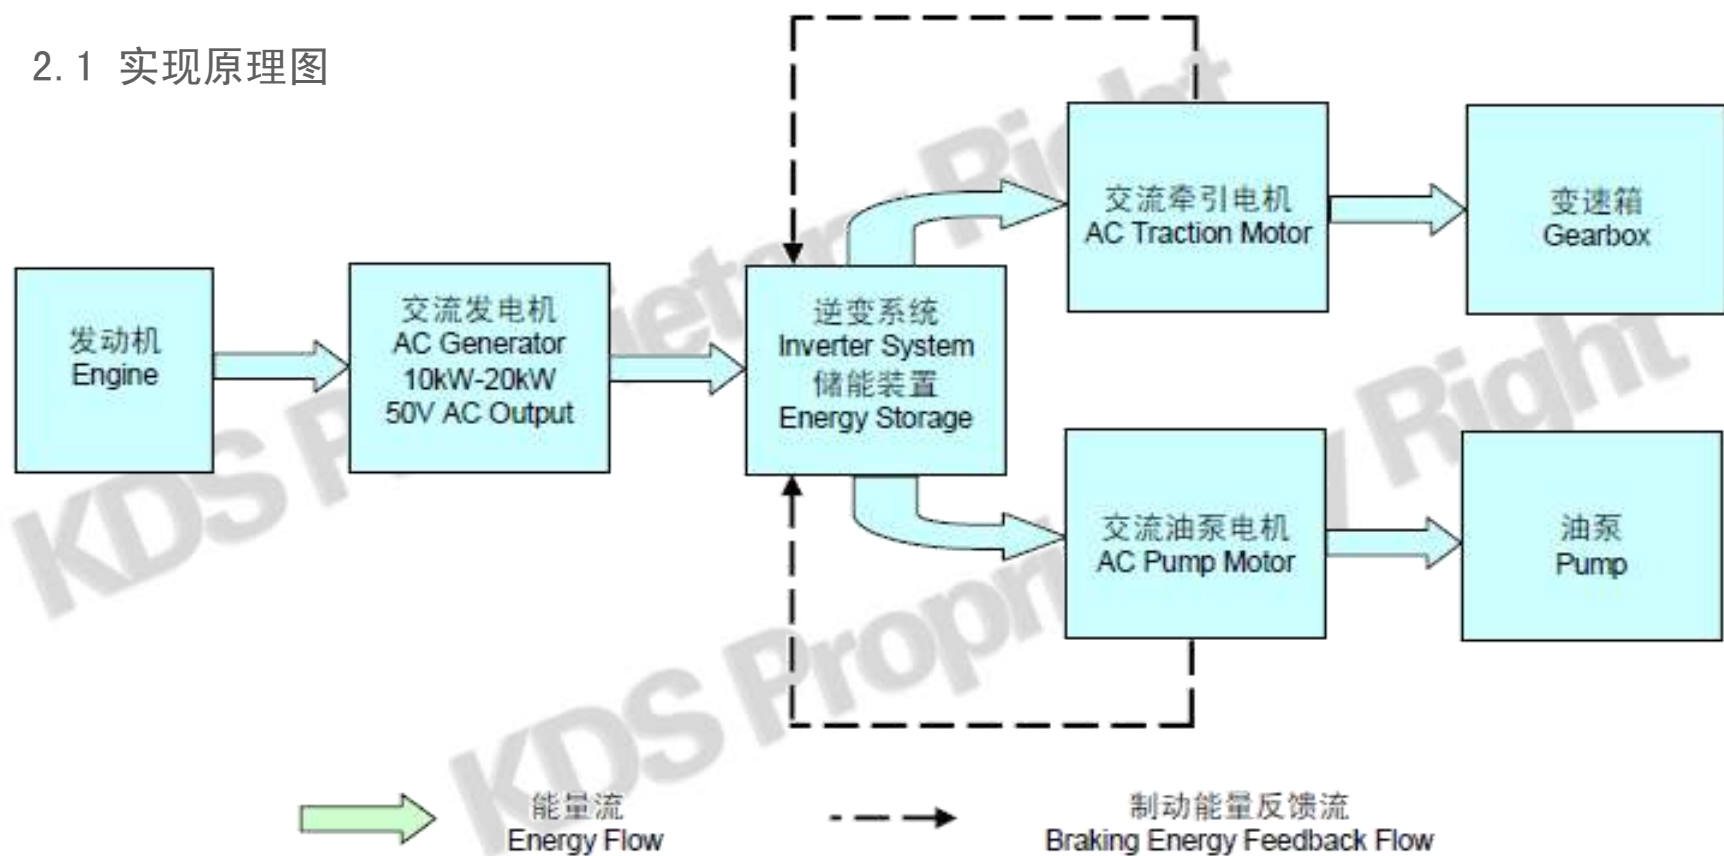 2.1 实现原理图
发动机
Engine
交流发电机
AC Generator
10kW-20kW
50V AC Output
逆变系统
Inverter System
储能装置
Energy Storage
交流牵引电机
AC Traction Motor
变速箱
Gearbox
交流油泵电机
AC Pump Motor
油泵
Pump
能量流
Energy Flow
制动能量反馈流
Braking Energy Feedback Flow